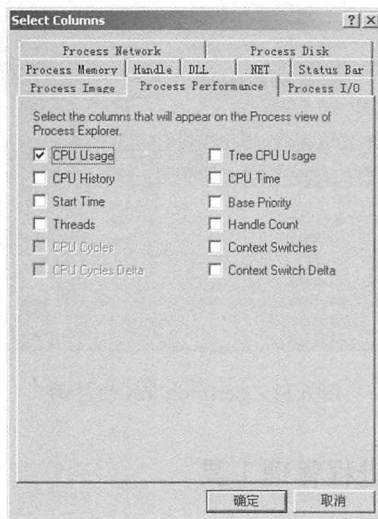 Select Columns
Process Network Process Disk
Process Memory Handle DLL .NET Status Bar
Process Image Process Performance Process I/O
Select the columns that will appear on the Process view of
Process Explorer.
CPU Usage Tree CPU Usage
CPU History CPU Time
Start Time Base Priority
Threads Handle Count
CPU Cycles Context Switches
CPU Cycles Delta Context Switch Delta
确定 取消